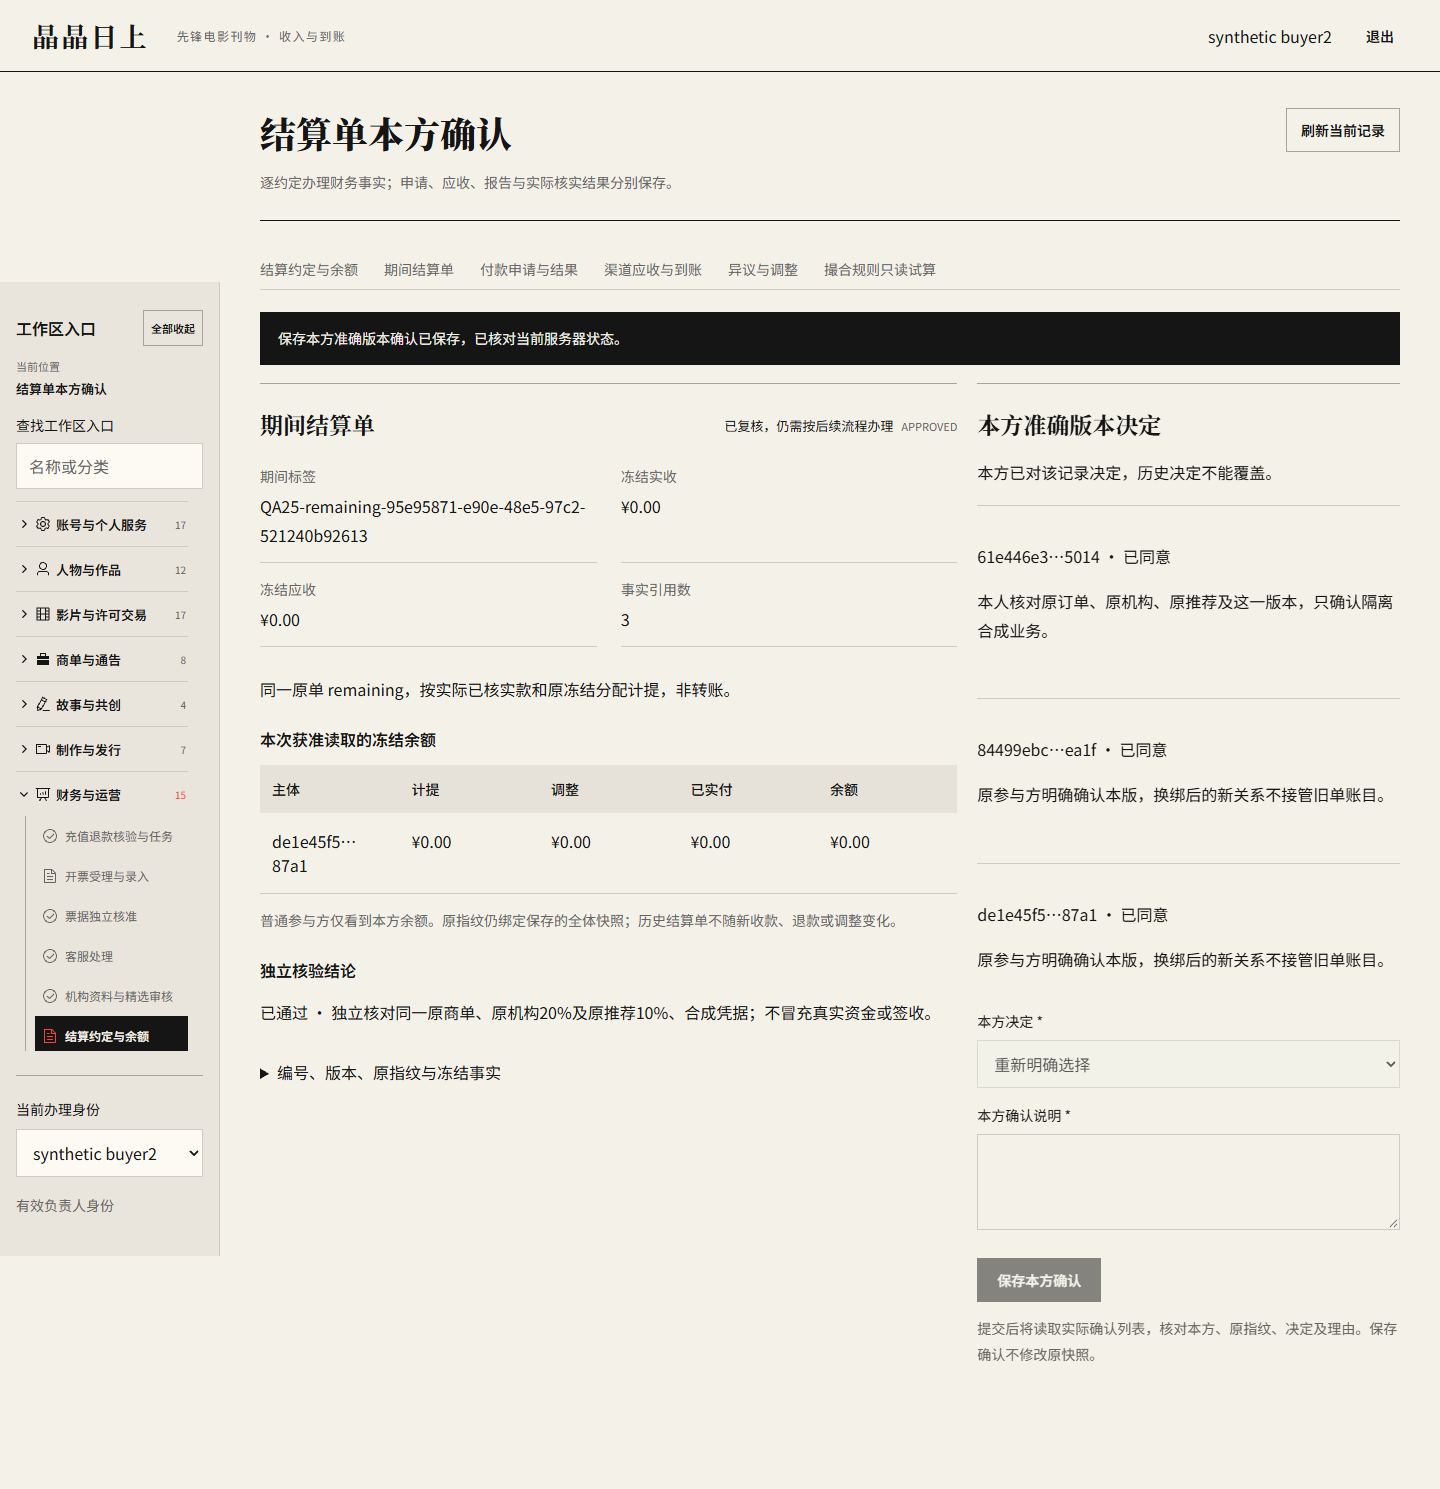 晶晶日上
先锋电影刊物 · 收入与到账
synthetic buyer2
退出
结算单本方确认
刷新当前记录
逐约定办理财务事实；申请、应收、报告与实际核实结果分别保存。
结算约定与余额
期间结算单
付款申请与结果
渠道应收与到账
异议与调整
撮合规则只读试算
保存本方准确版本确认已保存，已核对当前服务器状态。
工作区入口
全部收起
当前位置
结算单本方确认
查找工作区入口
名称或分类
账号与个人服务 17
人物与作品 12
影片与许可交易 17
商单与通告 8
故事与共创 4
制作与发行 7
财务与运营 15
充值退款核验与任务
开票受理与录入
票据独立核准
客服处理
机构资料与精选审核
结算约定与余额
当前办理身份
synthetic buyer2
有效负责人身份
期间结算单
已复核，仍需按后续流程办理 APPROVED
期间标签
QA25-remaining-95e95871-e90e-48e5-97c2-
521240b92613
冻结实收
¥0.00
冻结应收
¥0.00
事实引用数
3
同一原单 remaining，按实际已核实款和原冻结分配计提，非转账。
本次获准读取的冻结余额
主体 计提 调整 已实付 余额
de1e45f5…
87a1
¥0.00 ¥0.00 ¥0.00 ¥0.00
普通参与方仅看到本方余额。原指纹仍绑定保存的全体快照；历史结算单不随新收款、退款或调整变化。
独立核验结论
已通过 · 独立核对同一原商单、原机构20%及原推荐10%、合成凭据；不冒充真实资金或签收。
▶ 编号、版本、原指纹与冻结事实
本方准确版本决定
本方已对该记录决定，历史决定不能覆盖。
61e446e3…5014 · 已同意
本人核对原订单、原机构、原推荐及这一版本，只确认隔离
合成业务。
84499ebc…ea1f · 已同意
原参与方明确确认本版，换绑后的新关系不接管旧单账目。
de1e45f5…87a1 · 已同意
原参与方明确确认本版，换绑后的新关系不接管旧单账目。
本方决定 *
重新明确选择
本方确认说明 *
保存本方确认
提交后将读取实际确认列表，核对本方、原指纹、决定及理由。保存
确认不修改原快照。